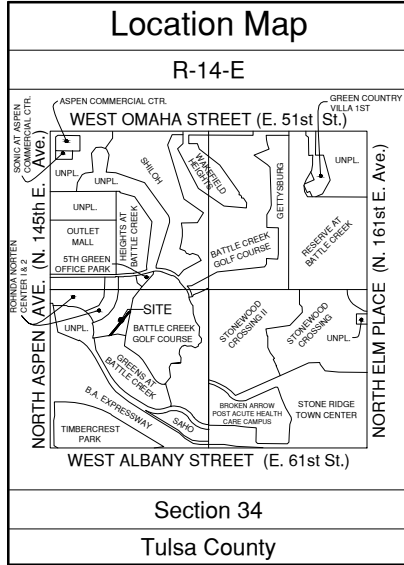 Location Map
R-14-E
SONIC AT ASPEN
COMMERCIAL CTR.
ASPEN COMMERCIAL CTR.
GREEN COUNTRY
VILLA 1ST
WEST OMAHA STREET (E. 51st St.)
NORTH ASPEN AVE. (N. 145th E. Ave.)
NORTH ELM PLACE (N. 161st E. Ave.)
UNPL.
UNPL.
SHILOH
WAKEFIELD
HEIGHTS
GETTYSBURG
UNPL.
UNPL.
OUTLET
MALL
HEIGHTS AT
BATTLE CREEK
BATTLE CREEK
GOLF COURSE
RESERVE AT
BATTLE CREEK
5TH GREEN
OFFICE PARK
ROHNDA NORTEN
CENTER 1& 2
SITE
UNPL.
BATTLE CREEK
GOLF COURSE
STONEWOOD
CROSSING II
STONEWOOD
CROSSING
UNPL.
GREENS AT
BATTLE CREEK
B.A. EXPRESSWAY
SAHO
BROKEN ARROW
POST ACUTE HEALTH
CARE CAMPUS
STONE RIDGE
TOWN CENTER
TIMBERCREST
PARK
WEST ALBANY STREET (E. 61st St.)
Section 34
Tulsa County